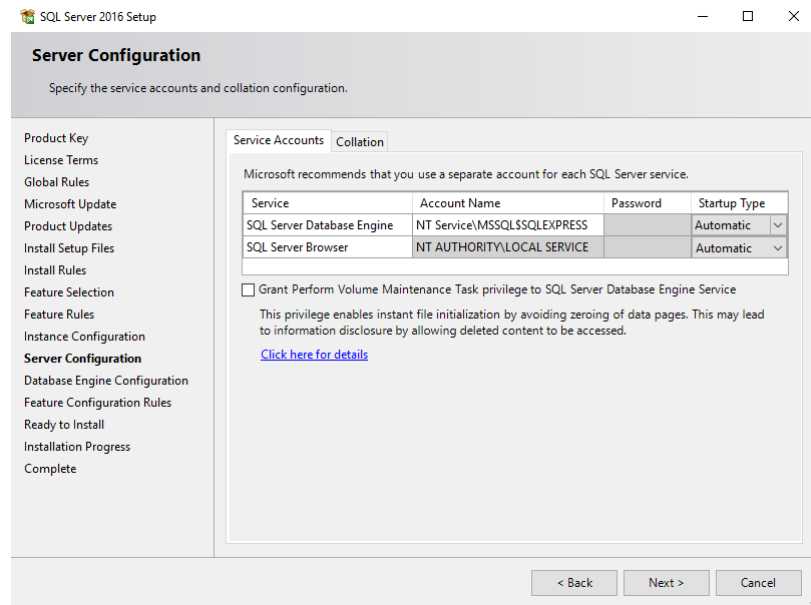 SQL Server 2016 Setup
Server Configuration
Specify the service accounts and collation configuration.
Product Key
License Terms
Global Rules
Microsoft Update
Product Updates
Install Setup Files
Install Rules
Feature Selection
Feature Rules
Instance Configuration
Server Configuration
Database Engine Configuration
Feature Configuration Rules
Ready to Install
Installation Progress
Complete
Service Accounts Collation
Microsoft recommends that you use a separate account for each SQL Server service.
Service Account Name Password Startup Type
SQL Server Database Engine NT Service\MSSQL$SQLEXPRESS Automatic
SQL Server Browser NT AUTHORITY\LOCAL SERVICE Automatic
Grant Perform Volume Maintenance Task privilege to SQL Server Database Engine Service
This privilege enables instant file initialization by avoiding zeroing of data pages. This may lead
to information disclosure by allowing deleted content to be accessed.
Click here for details
< Back Next > Cancel